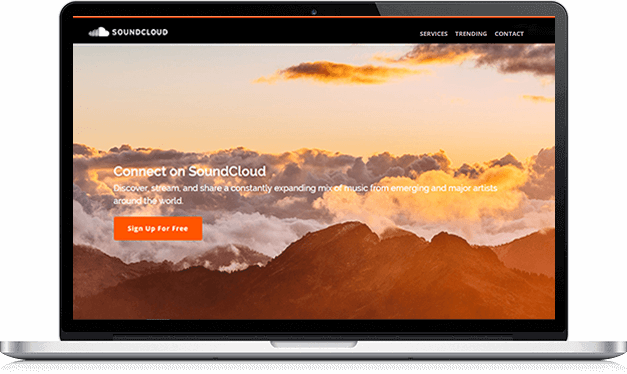 SOUNDCLOUD
SERVICES TRENDING CONTACT
Connect on SoundCloud
Discover, stream, and share a constantly expanding mix of music from emerging and major artists
around the world.
Sign Up For Free